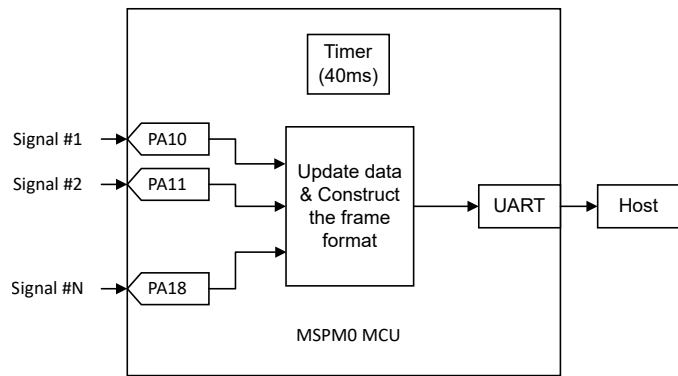 Timer
(40ms)
Signal #1
PA10
Signal #2
PA11
Update data
& Construct
the frame
format
UART
Host
Signal #N
PA18
MSPM0 MCU